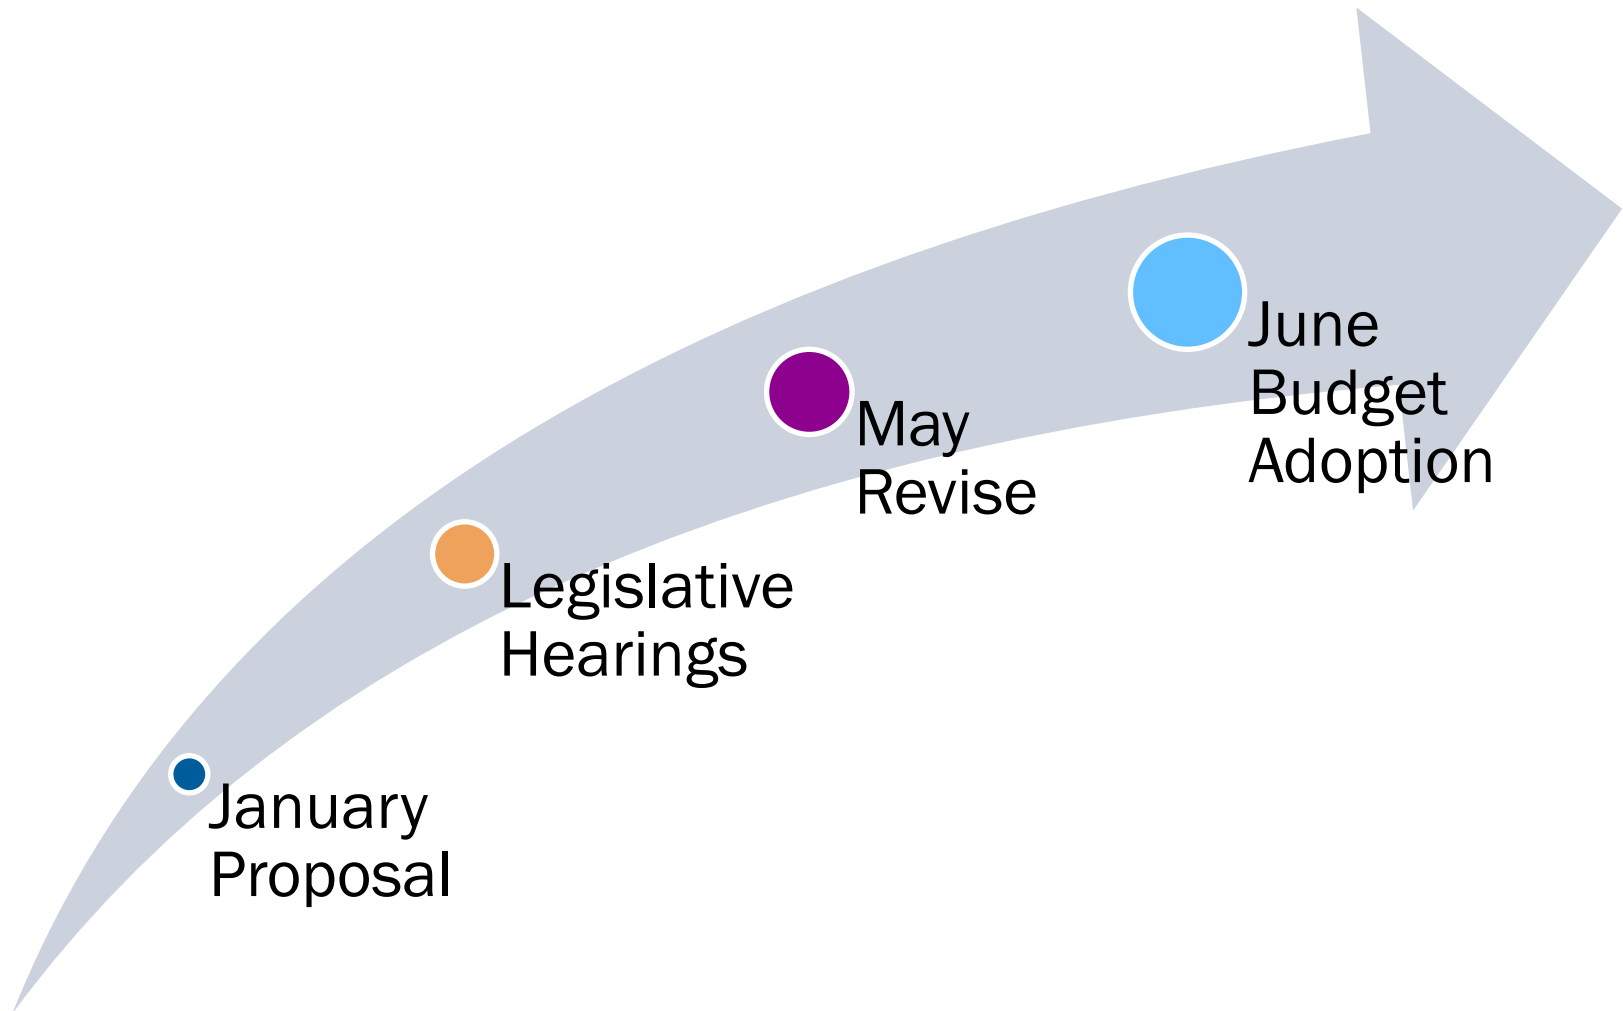 January
Proposal
Legislative
Hearings
May
Revise
June
Budget
Adoption